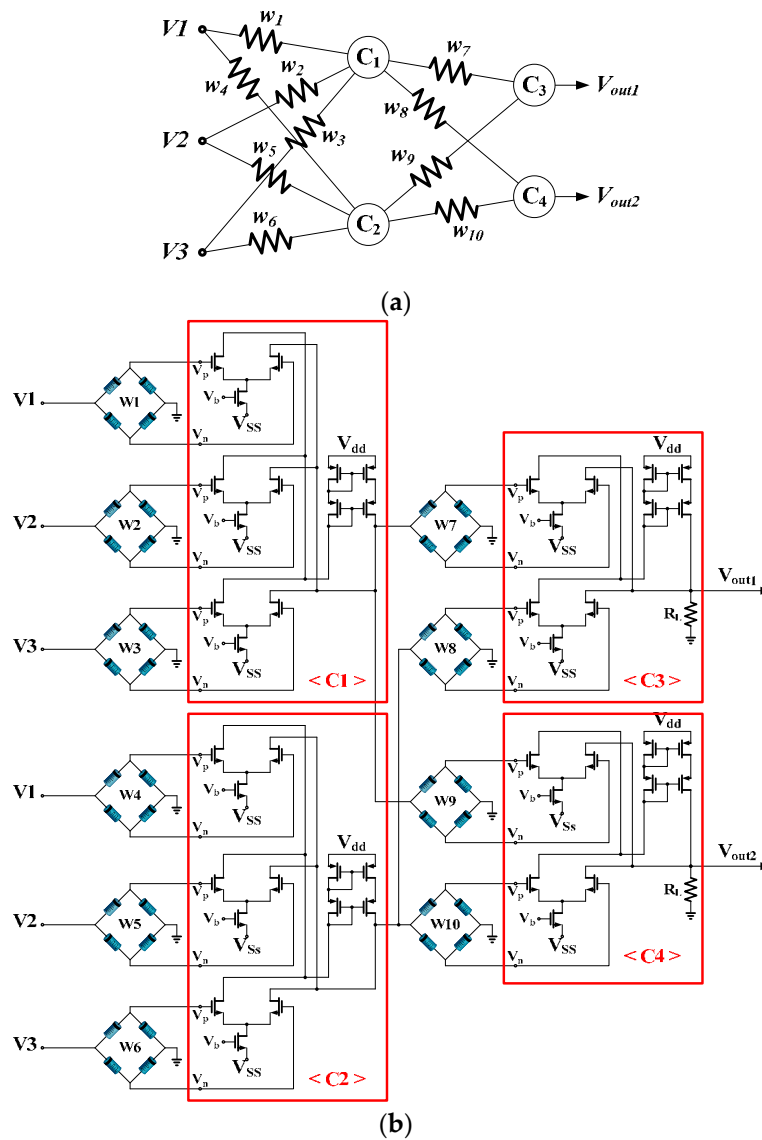 V1
w1
w2
w4
C1
w7
C3
Vout1
V2
w3
w8
w5
w9
w6
C2
w10
C4
Vout2
V3
(a)
V1
W1
Vp
Vb
VSS
Vn
Vdd
V2
W2
Vp
Vb
VSS
Vn
V3
W3
Vp
Vb
VSS
Vn
< C1 >
Vdd
W7
Vp
Vb
VSS
Vn
Vout1
W8
Vp
Vb
VSS
Vn
RL
< C3 >
V1
W4
Vp
Vb
VSS
Vn
Vdd
V2
W5
Vp
Vb
VSs
Vn
V3
W6
Vp
Vb
VSS
Vn
< C2 >
Vdd
W9
Vp
Vb
VSs
Vn
Vout2
W10
Vp
Vb
VSS
Vn
RL
< C4 >
(b)